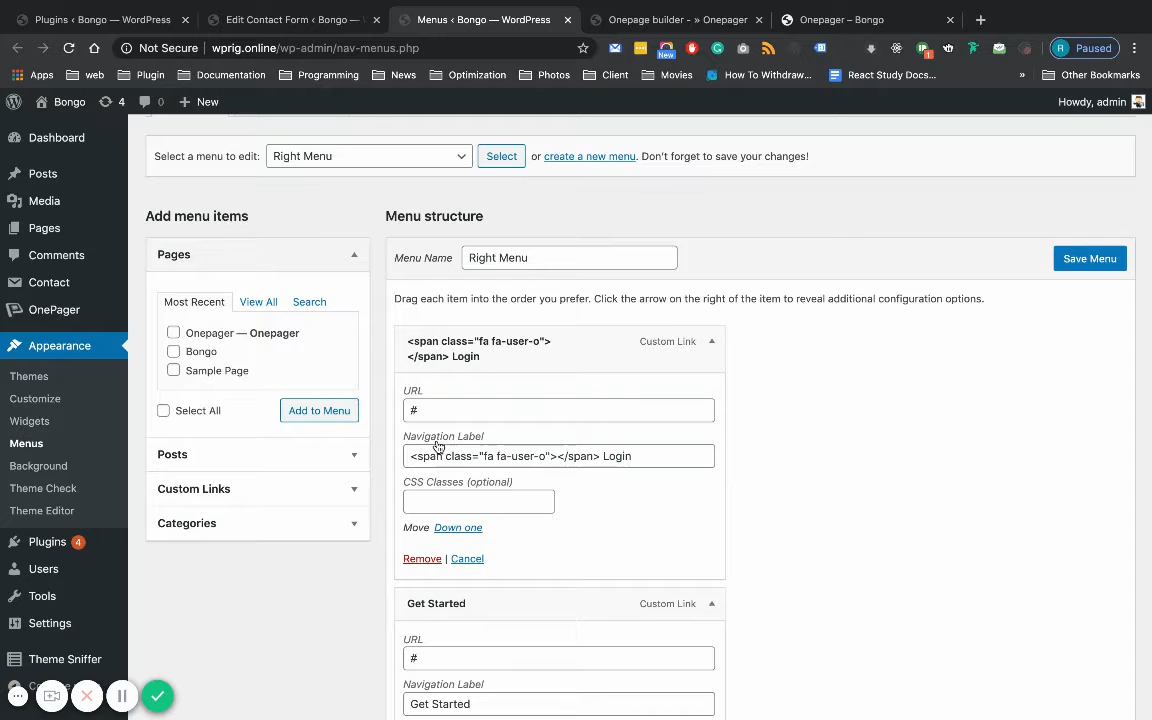 Plugins ‹ Bongo — WordPress
Edit Contact Form ‹ Bongo —
Menus ‹ Bongo — WordPress
Onepage builder - » Onepager
Onepager – Bongo
Not Secure
wprig.online/wp-admin/nav-menus.php
New
1
R
Paused
Apps
web
Plugin
Documentation
Programming
News
Optimization
Photos
Client
Movies
How To Withdraw...
React Study Docs...
»
Other Bookmarks
Bongo
4
0
New
Howdy, admin
Dashboard
Posts
Media
Pages
Comments
Contact
OnePager
Appearance
Themes
Customize
Widgets
Menus
Background
Theme Check
Theme Editor
Plugins 4
Users
Tools
Settings
Theme Sniffer
Select a menu to edit:
Right Menu
Select
or create a new menu. Don't forget to save your changes!
Add menu items
Pages
Most Recent
View All
Search
Onepager — Onepager
Bongo
Sample Page
Select All
Add to Menu
Posts
Custom Links
Categories
Menu structure
Menu Name
Right Menu
Save Menu
Drag each item into the order you prefer. Click the arrow on the right of the item to reveal additional configuration options.
<span class="fa fa-user-o">
</span> Login
Custom Link
URL
#
Navigation Label
<span class="fa fa-user-o"></span> Login
CSS Classes (optional)
Move Down one
Remove | Cancel
Get Started
Custom Link
URL
#
Navigation Label
Get Started